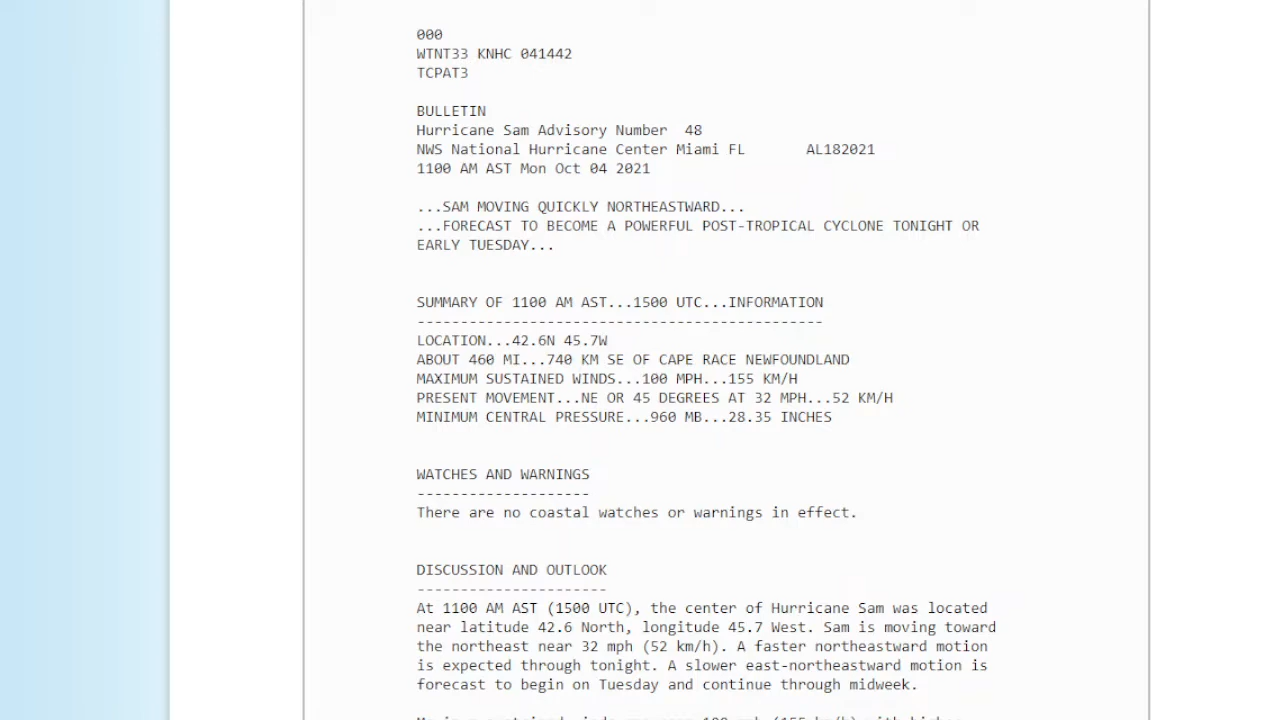 000
WTNT33 KNHC 041442
TCPAT3
BULLETIN
Hurricane Sam Advisory Number 48
NWS National Hurricane Center Miami FL AL182021
1100 AM AST Mon Oct 04 2021
...SAM MOVING QUICKLY NORTHEASTWARD...
...FORECAST TO BECOME A POWERFUL POST-TROPICAL CYCLONE TONIGHT OR
EARLY TUESDAY...
SUMMARY OF 1100 AM AST...1500 UTC...INFORMATION
-----------------------------------------------
LOCATION...42.6N 45.7W
ABOUT 460 MI...740 KM SE OF CAPE RACE NEWFOUNDLAND
MAXIMUM SUSTAINED WINDS...100 MPH...155 KM/H
PRESENT MOVEMENT...NE OR 45 DEGREES AT 32 MPH...52 KM/H
MINIMUM CENTRAL PRESSURE...960 MB...28.35 INCHES
WATCHES AND WARNINGS
--------------------
There are no coastal watches or warnings in effect.
DISCUSSION AND OUTLOOK
----------------------
At 1100 AM AST (1500 UTC), the center of Hurricane Sam was located
near latitude 42.6 North, longitude 45.7 West. Sam is moving toward
the northeast near 32 mph (52 km/h). A faster northeastward motion
is expected through tonight. A slower east-northeastward motion is
forecast to begin on Tuesday and continue through midweek.